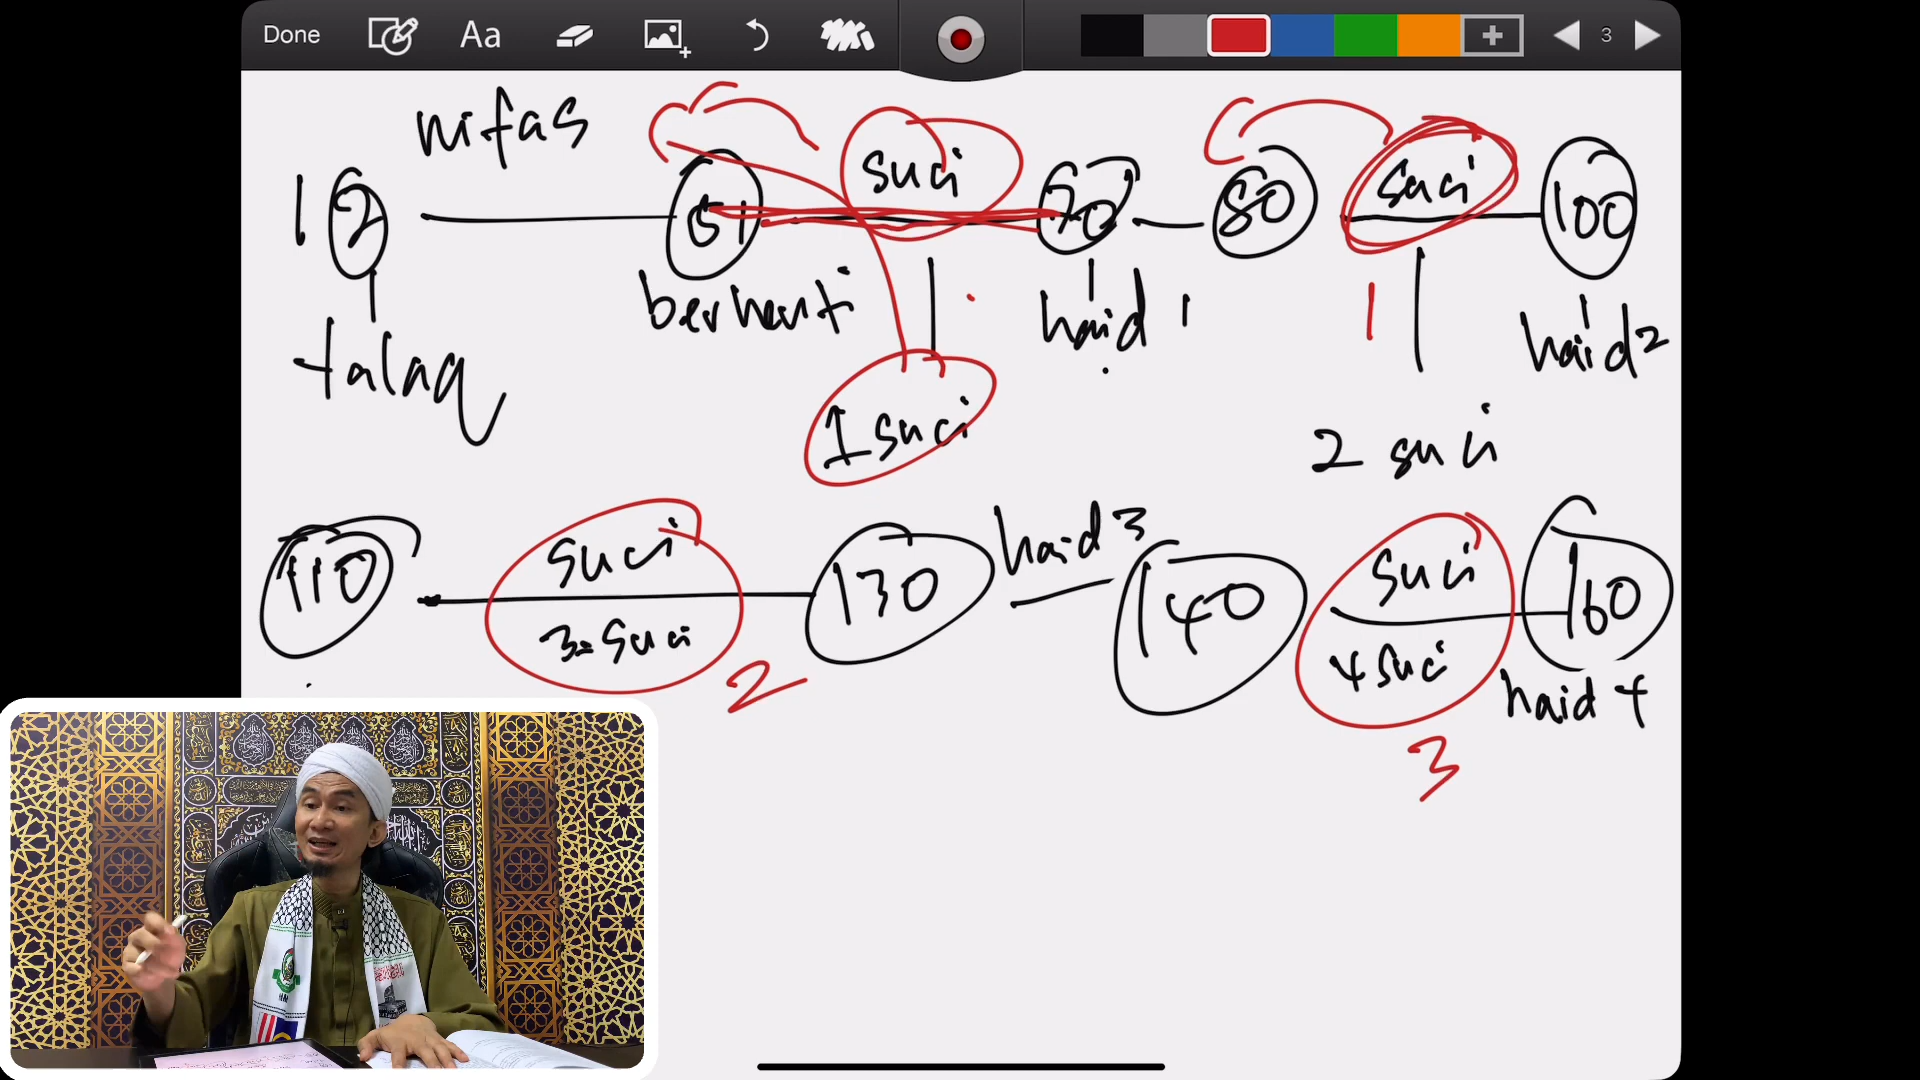 Done Aa 3
nifas
1 2 61 suci 70 80 suci 100
talaq berhenti haid 1 1 haid 2
1 suci 2 suci
110 suci 130 haid 3 140 suci 160
3 suci 2 4 suci haid 4
3